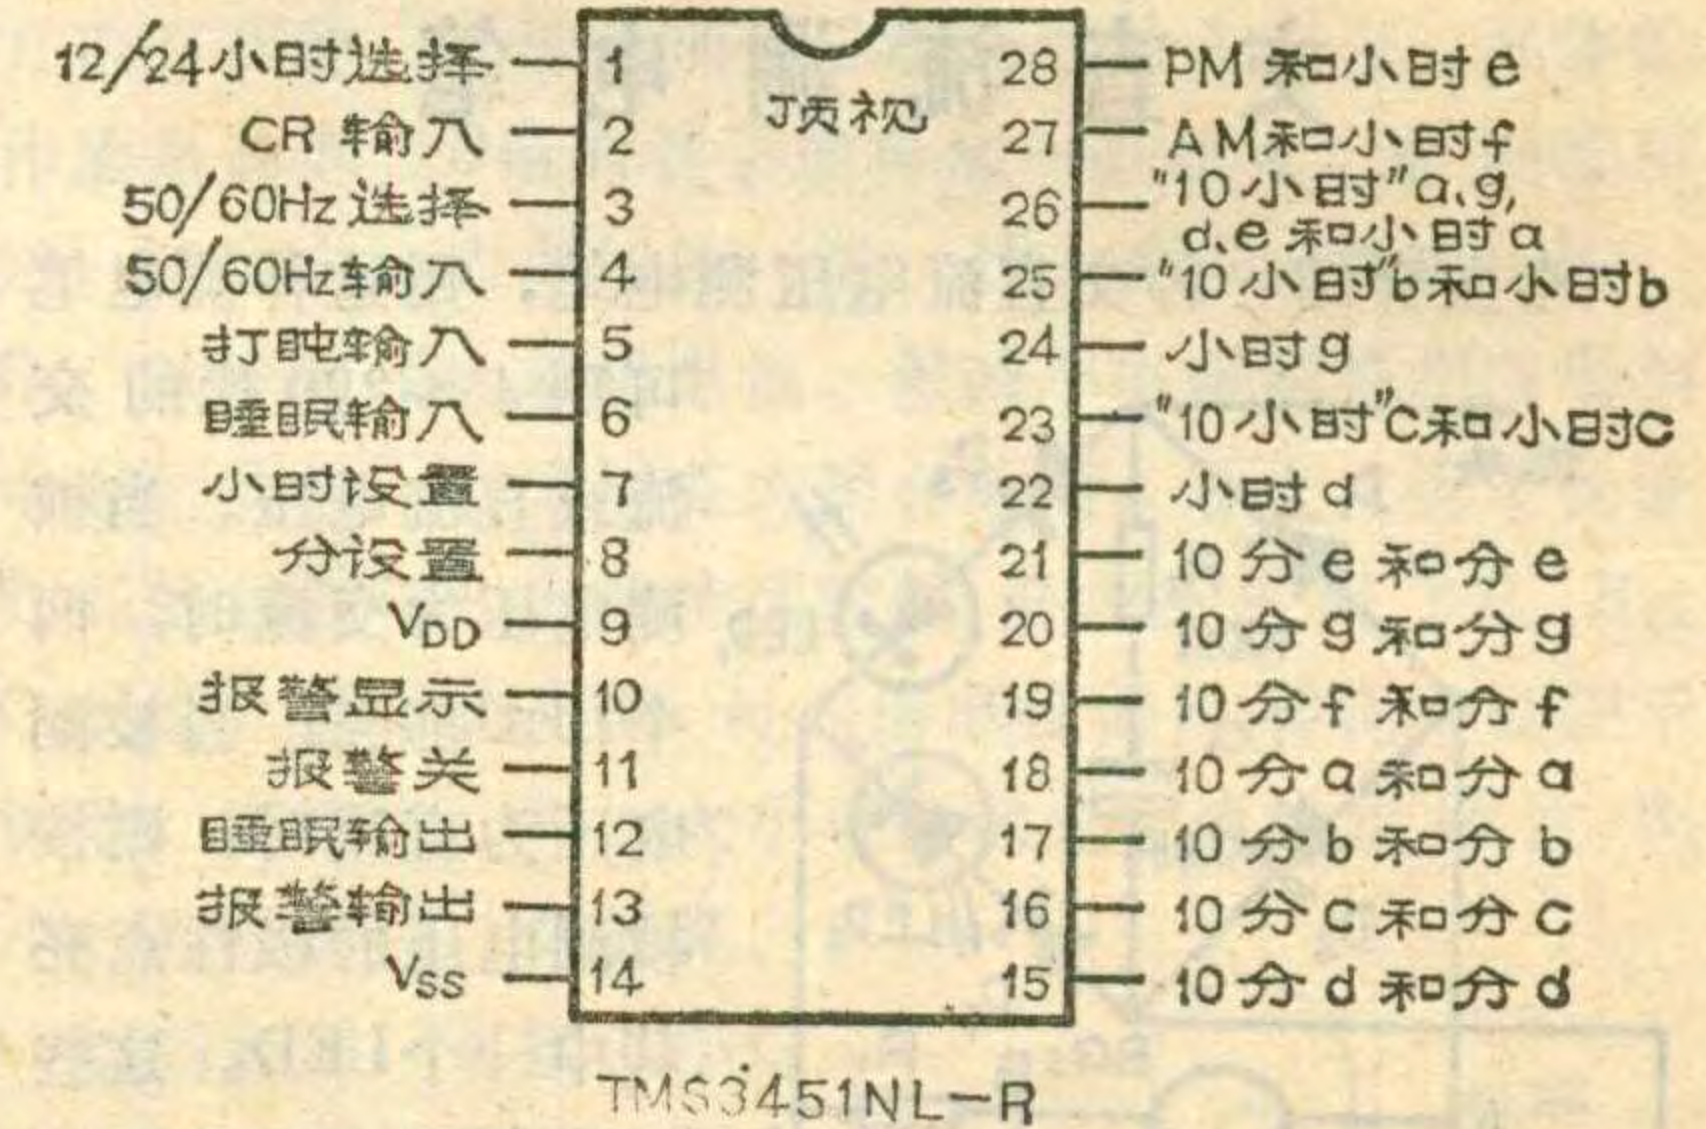 12/24小时选择 1
CR 输入 2
50/60Hz选择 3
50/60Hz输入 4
打盹输入 5
睡眠输入 6
小时设置 7
分设置 8
VDD 9
报警显示 10
报警关 11
睡眠输出 12
报警输出 13
VSS 14
顶视
28 PM 和小时e
27 AM和小时f
26 "10小时"a、g,
d、e 和小时a
25 "10小时"b和小时b
24 小时g
23 "10小时"C和小时C
22 小时d
21 10分e和分e
20 10分g和分g
19 10分f和分f
18 10分a和分a
17 10分b和分b
16 10分C和分C
15 10分d和分d
TMS3451NL-R